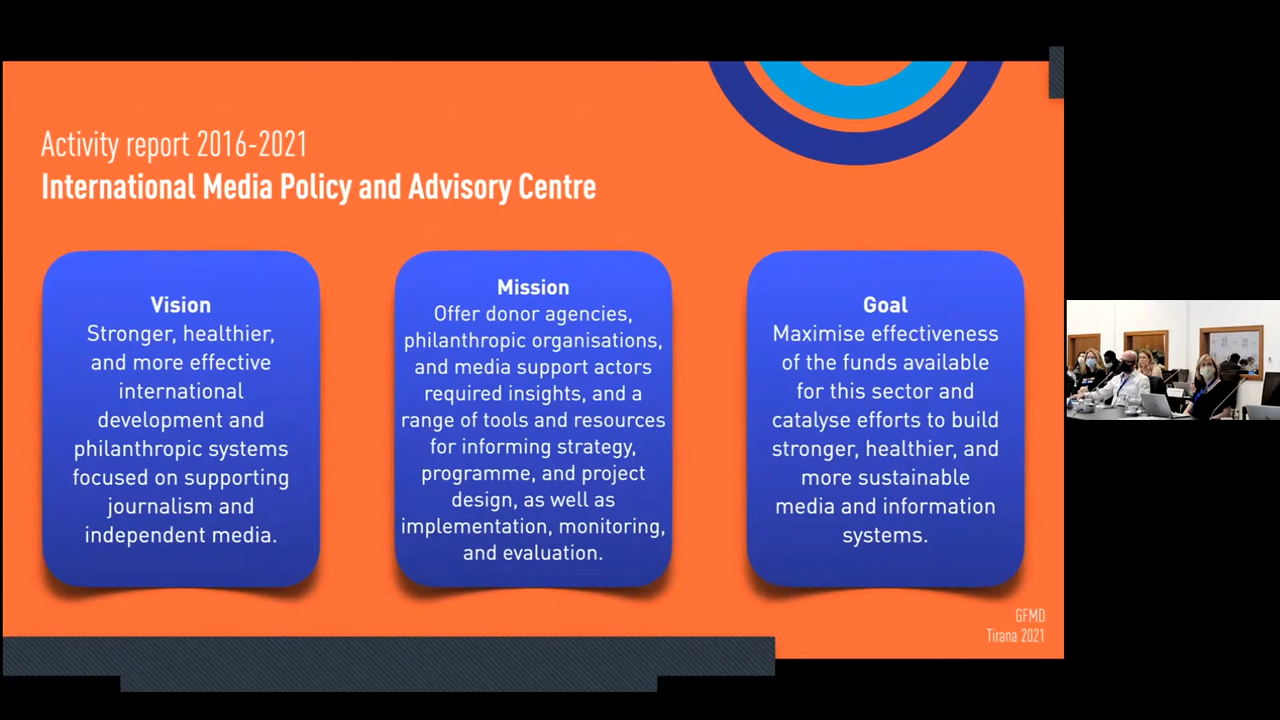 Activity report 2016-2021
International Media Policy and Advisory Centre
Vision
Stronger, healthier,
and more effective
international
development and
philanthropic systems
focused on supporting
journalism and
independent media.
Mission
Offer donor agencies,
philanthropic organisations,
and media support actors
required insights, and a
range of tools and resources
for informing strategy,
programme, and project
design, as well as
implementation, monitoring,
and evaluation.
Goal
Maximise effectiveness
of the funds available
for this sector and
catalyse efforts to build
stronger, healthier, and
more sustainable
media and information
systems.
GFMD
Tirana 2021